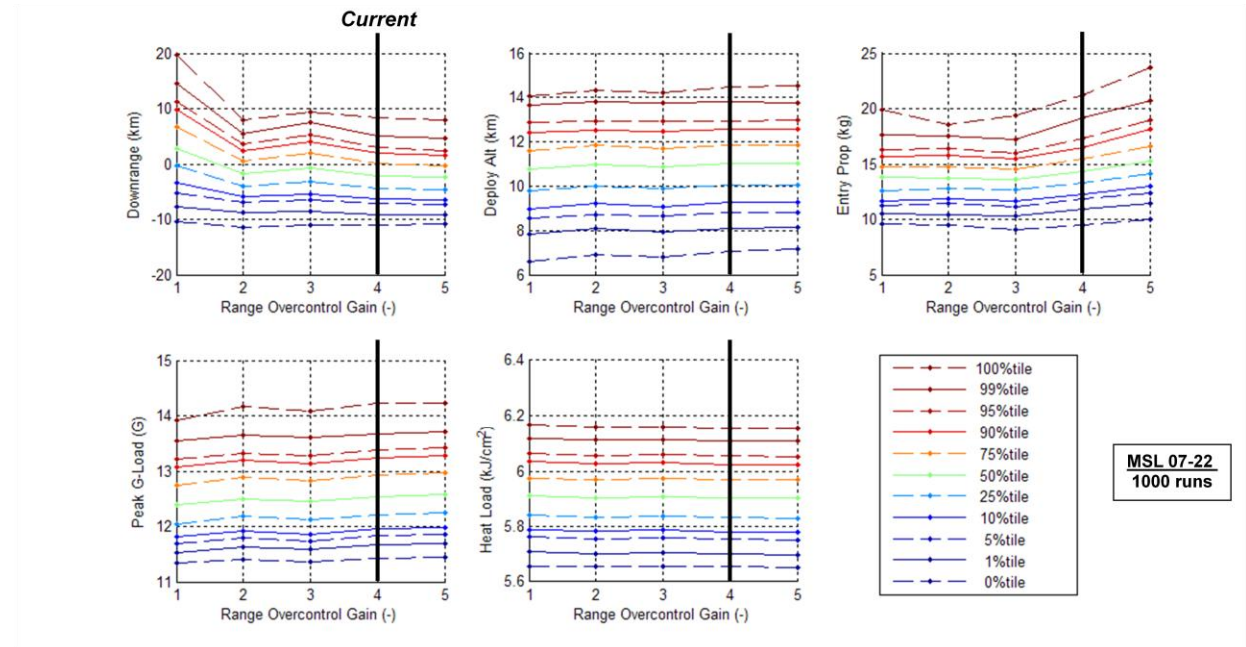 Current
20
10
0
-10
-20
Downrange (km)
1 2 3 4 5
Range Overcontrol Gain (-)
16
14
12
10
8
6
Deploy Alt (km)
1 2 3 4 5
Range Overcontrol Gain (-)
25
20
15
10
5
Entry Prop (kg)
1 2 3 4 5
Range Overcontrol Gain (-)
15
14
13
12
11
Peak G-Load (G)
1 2 3 4 5
Range Overcontrol Gain (-)
6.4
6.2
6
5.8
5.6
Heat Load (kJ/cm²)
1 2 3 4 5
Range Overcontrol Gain (-)
100%tile
99%tile
95%tile
90%tile
75%tile
50%tile
25%tile
10%tile
5%tile
1%tile
0%tile
MSL 07-22
1000 runs